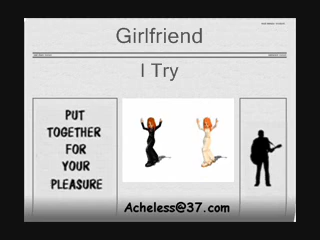 Girlfriend
I Try
PUT
TOGETHER
FOR
YOUR
PLEASURE
Acheless@37.com